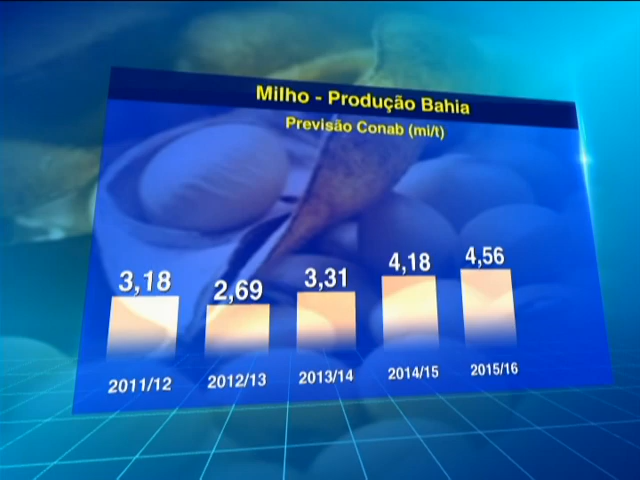 Milho - Produção Bahia
Previsão Conab (mi/t)
3,18 2,69 3,31 4,18 4,56
2011/12 2012/13 2013/14 2014/15 2015/16